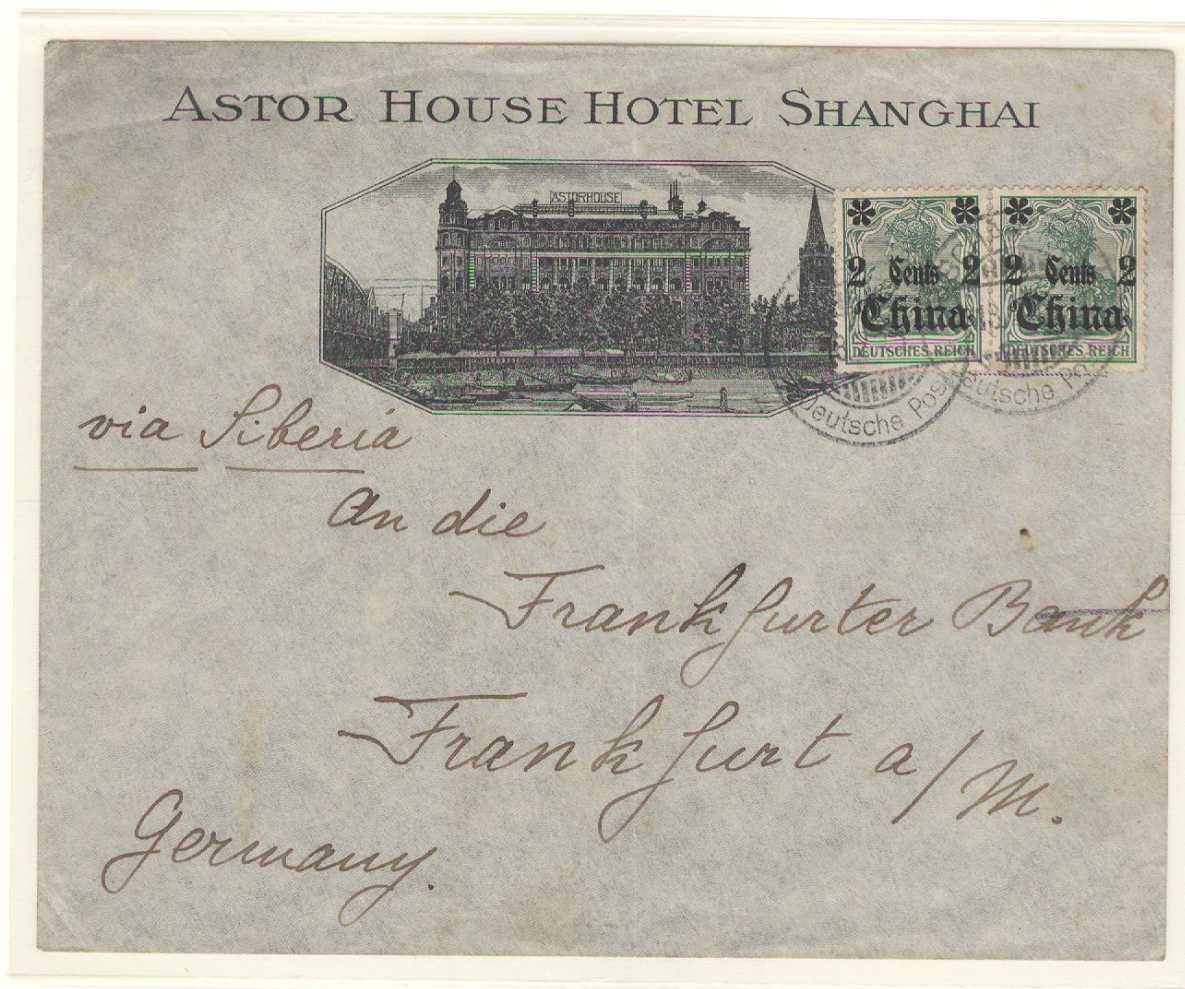 ASTOR HOUSE HOTEL SHANGHAI
ASTORHOUSE
2 Cents 2
China
DEUTSCHES REICH
2 Cents 2
China
DEUTSCHES REICH
Deutsche Post
Deutsche Po
via Siberia
An die
Frankfurter Bank
Frankfurt a/M.
Germany.